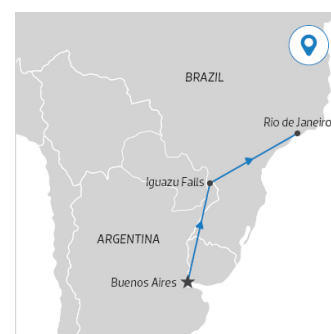 BRAZIL
Rio de Janeiro
Iguazu Falls
ARGENTINA
Buenos Aires